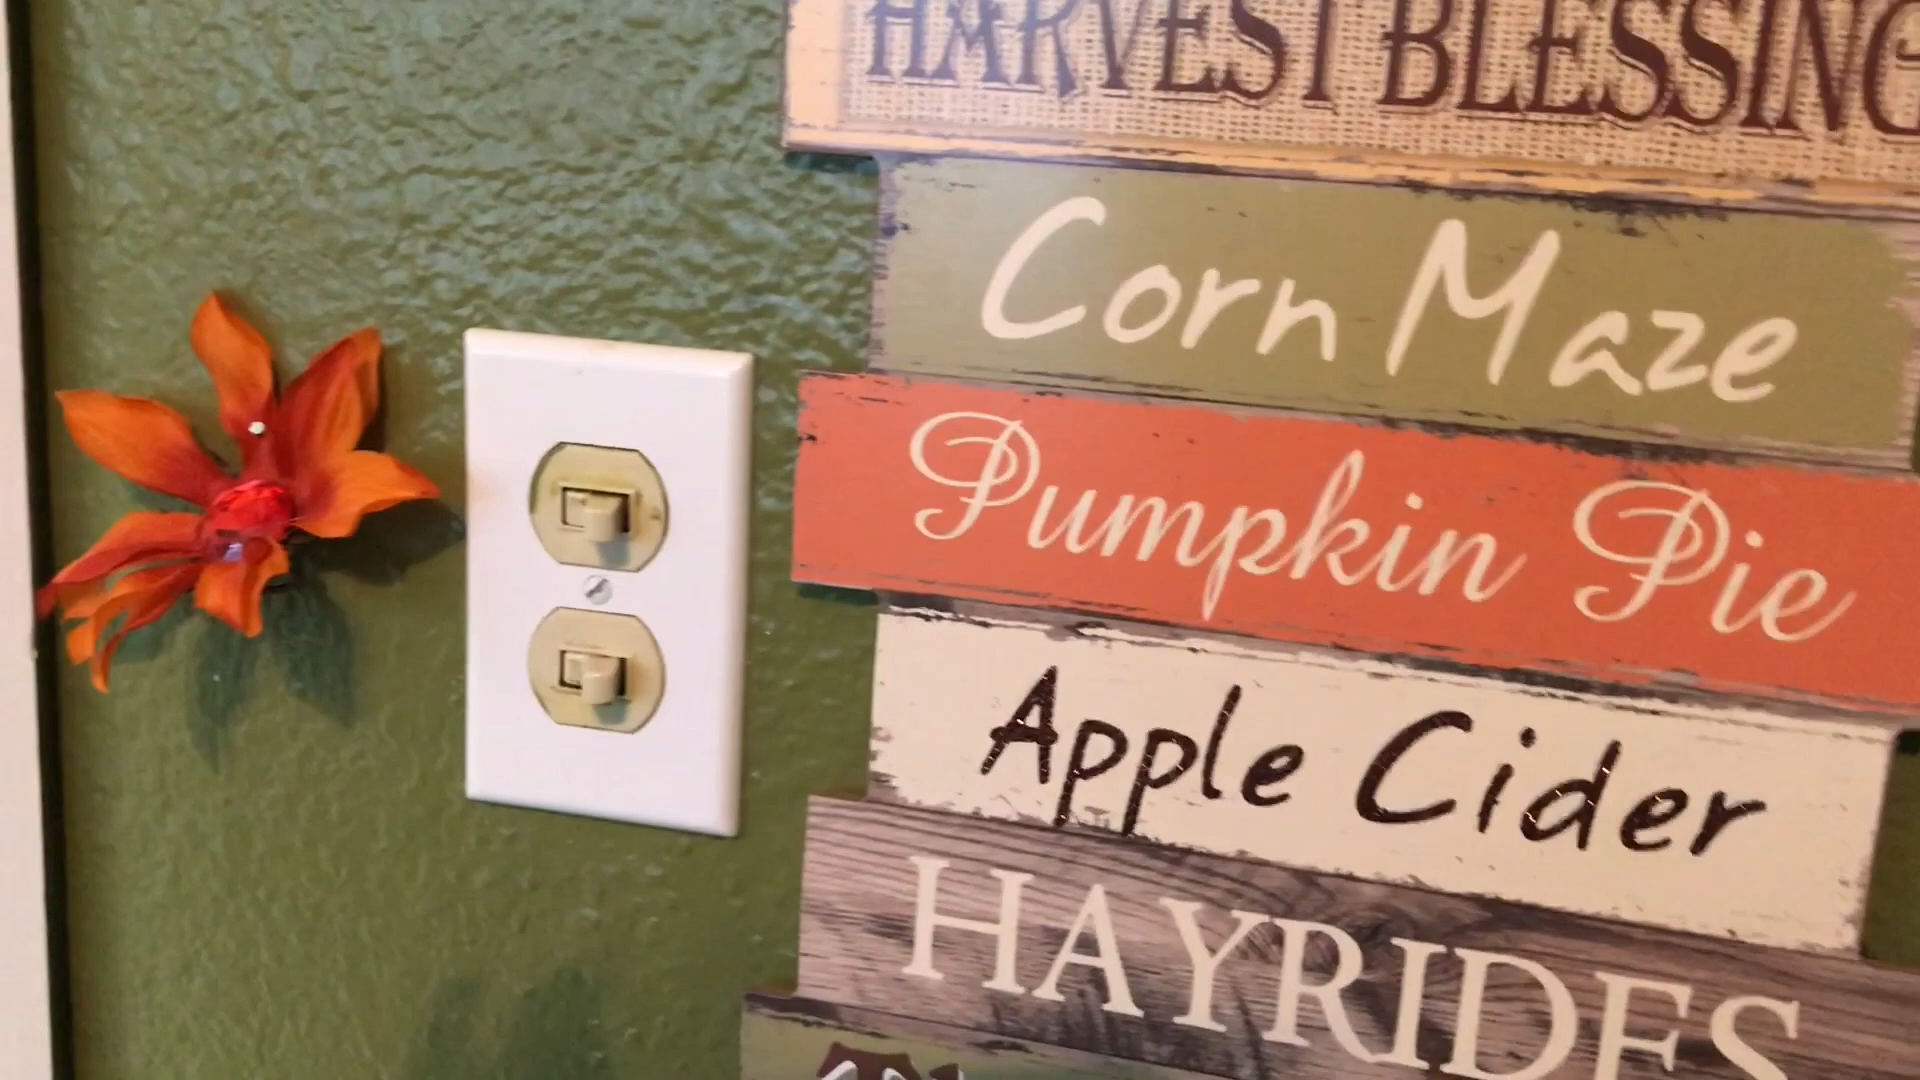 HARVEST BLESSING
Corn Maze
Pumpkin Pie
Apple Cider
HAYRIDES